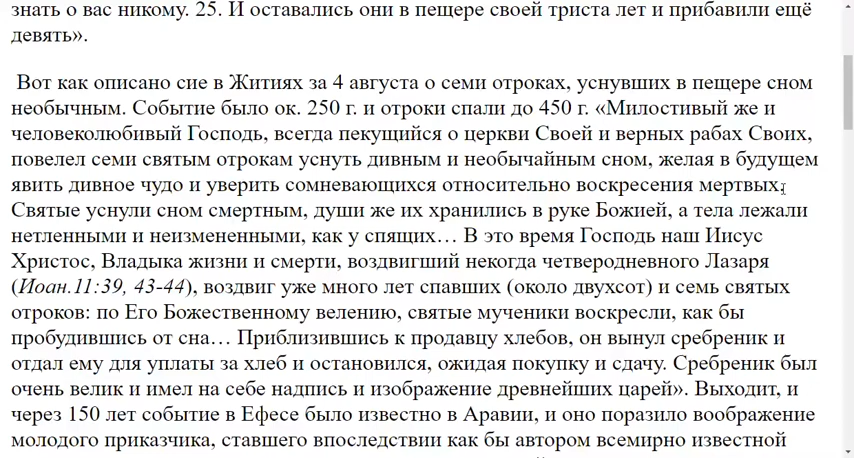 знать о вас никому. 25. И оставались они в пещере своей триста лет и прибавили ещё
девять».
Вот как описано сие в Житиях за 4 августа о семи отроках, уснувших в пещере сном
необычным. Событие было ок. 250 г. и отроки спали до 450 г. «Милостивый же и
человеколюбивый Господь, всегда пекущийся о церкви Своей и верных рабах Своих,
повелел семи святым отрокам уснуть дивным и необычайным сном, желая в будущем
явить дивное чудо и уверить сомневающихся относительно воскресения мертвых.
Святые уснули сном смертным, души же их хранились в руке Божией, а тела лежали
нетленными и неизмененными, как у спящих… В это время Господь наш Иисус
Христос, Владыка жизни и смерти, воздвигший некогда четверодневного Лазаря
(Иоан.11:39, 43-44), воздвиг уже много лет спавших (около двухсот) и семь святых
отроков: по Его Божественному велению, святые мученики воскресли, как бы
пробудившись от сна… Приблизившись к продавцу хлебов, он вынул сребреник и
отдал ему для уплаты за хлеб и остановился, ожидая покупку и сдачу. Сребреник был
очень велик и имел на себе надпись и изображение древнейших царей». Выходит, и
через 150 лет событие в Ефесе было известно в Аравии, и оно поразило воображение
молодого приказчика, ставшего впоследствии как бы автором всемирно известной